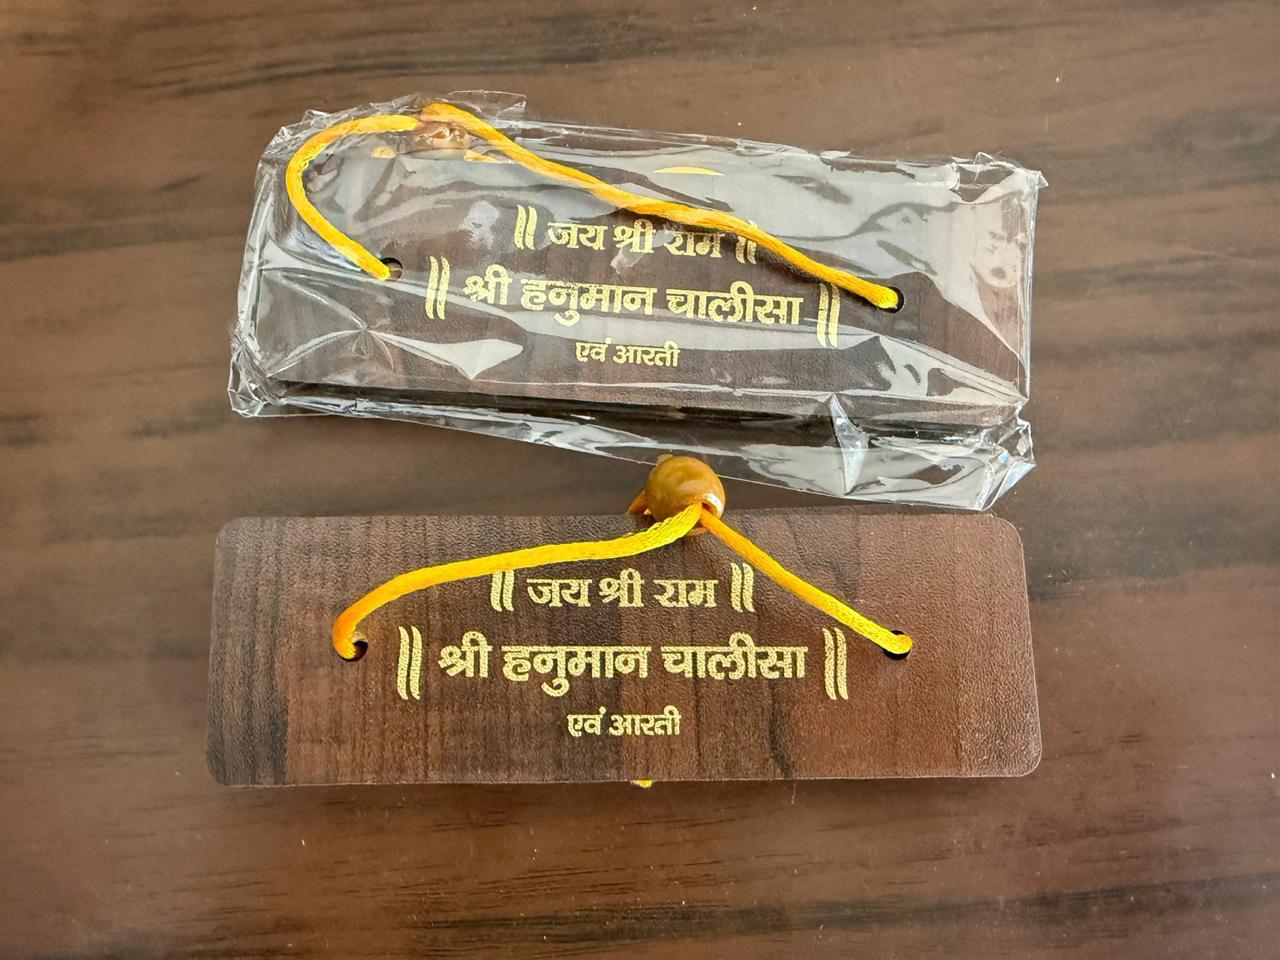 || जय श्री राम ||
|| श्री हनुमान चालीसा ||
एवं आरती
|| जय श्री राम ||
|| श्री हनुमान चालीसा ||
एवं आरती